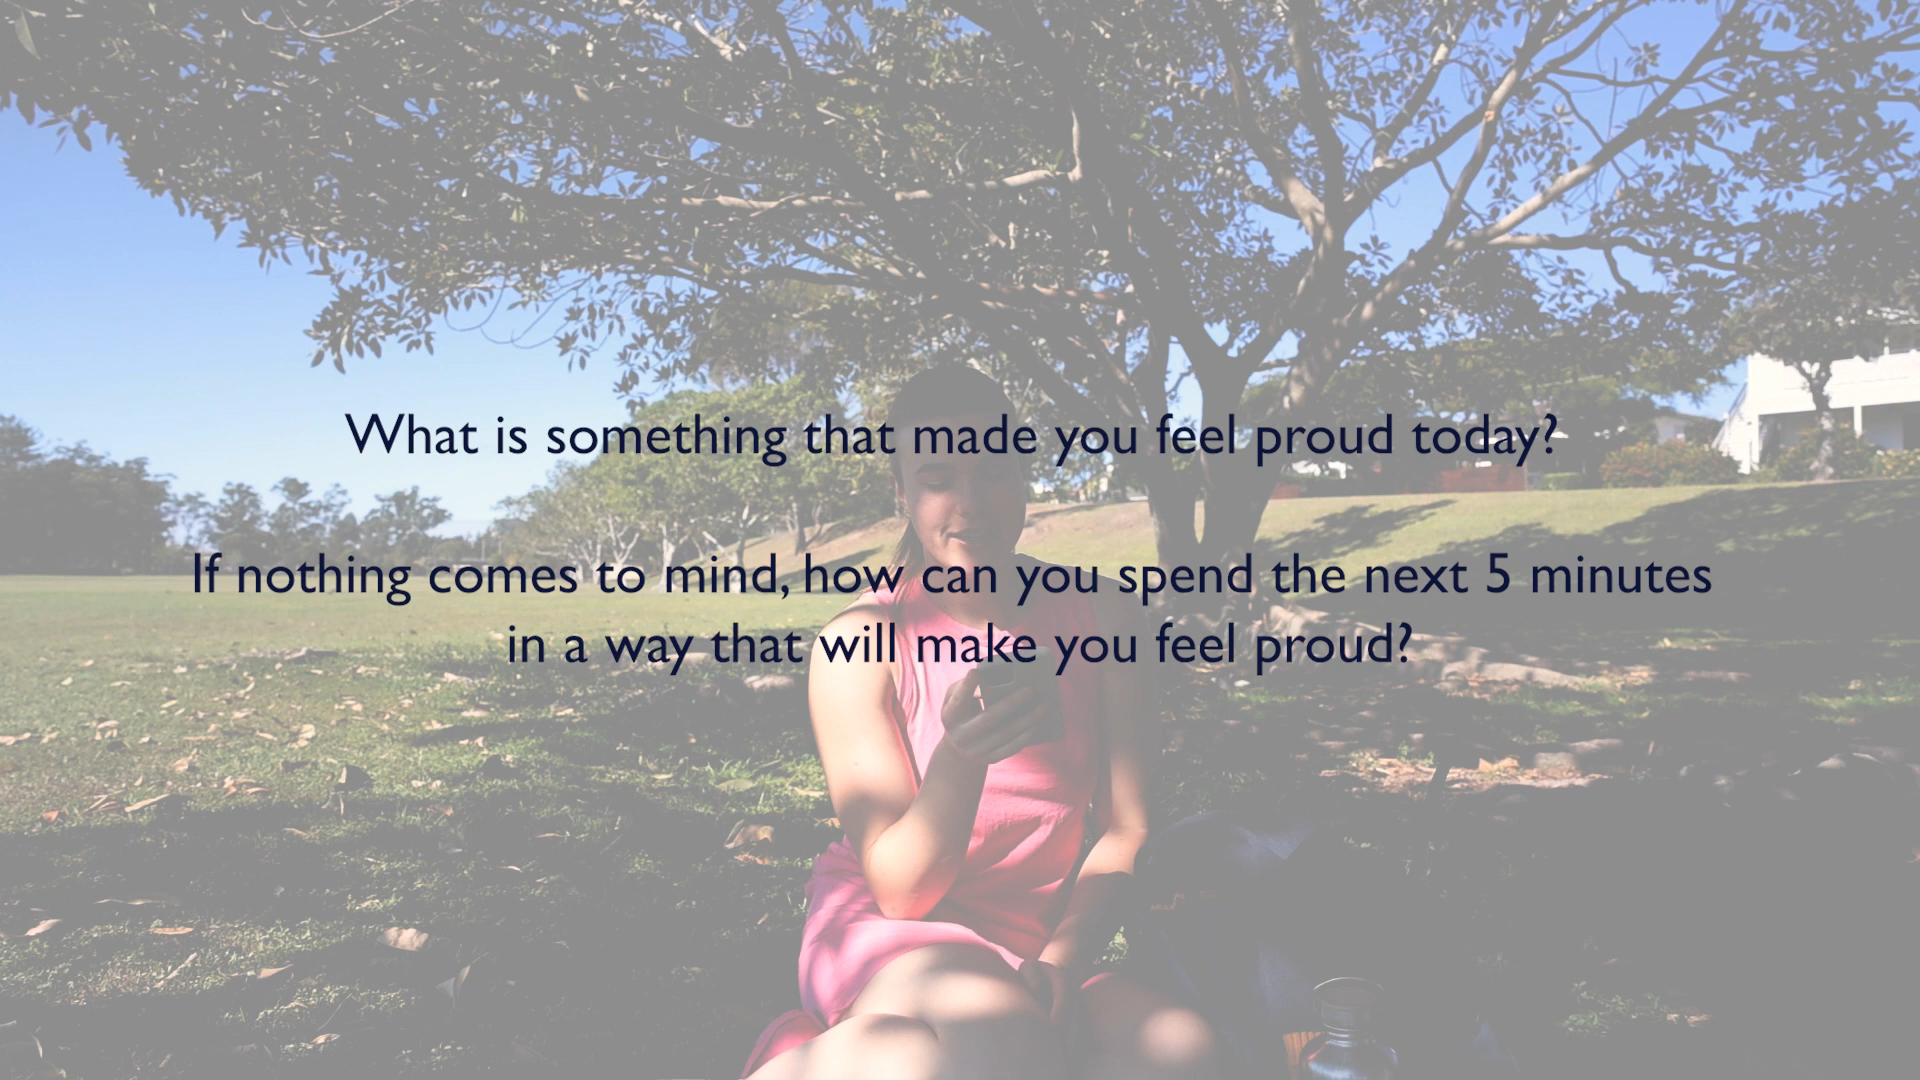 What is something that made you feel proud today?
If nothing comes to mind, how can you spend the next 5 minutes
in a way that will make you feel proud?